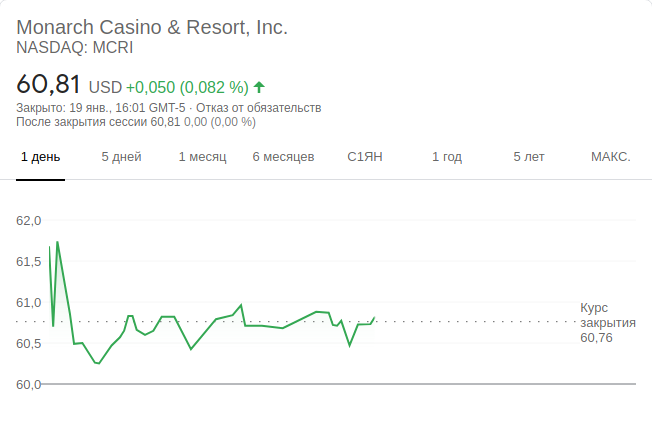 Monarch Casino & Resort, Inc.
NASDAQ: MCRI
60,81 USD +0,050 (0,082 %)
Закрыто: 19 янв., 16:01 GMT-5 · Отказ от обязательств
После закрытия сессии 60,81 0,00 (0,00 %)
1 день 5 дней 1 месяц 6 месяцев С1ЯН 1 год 5 лет МАКС.
62,0
61,5
61,0
60,5
60,0
Курс
закрытия
60,76